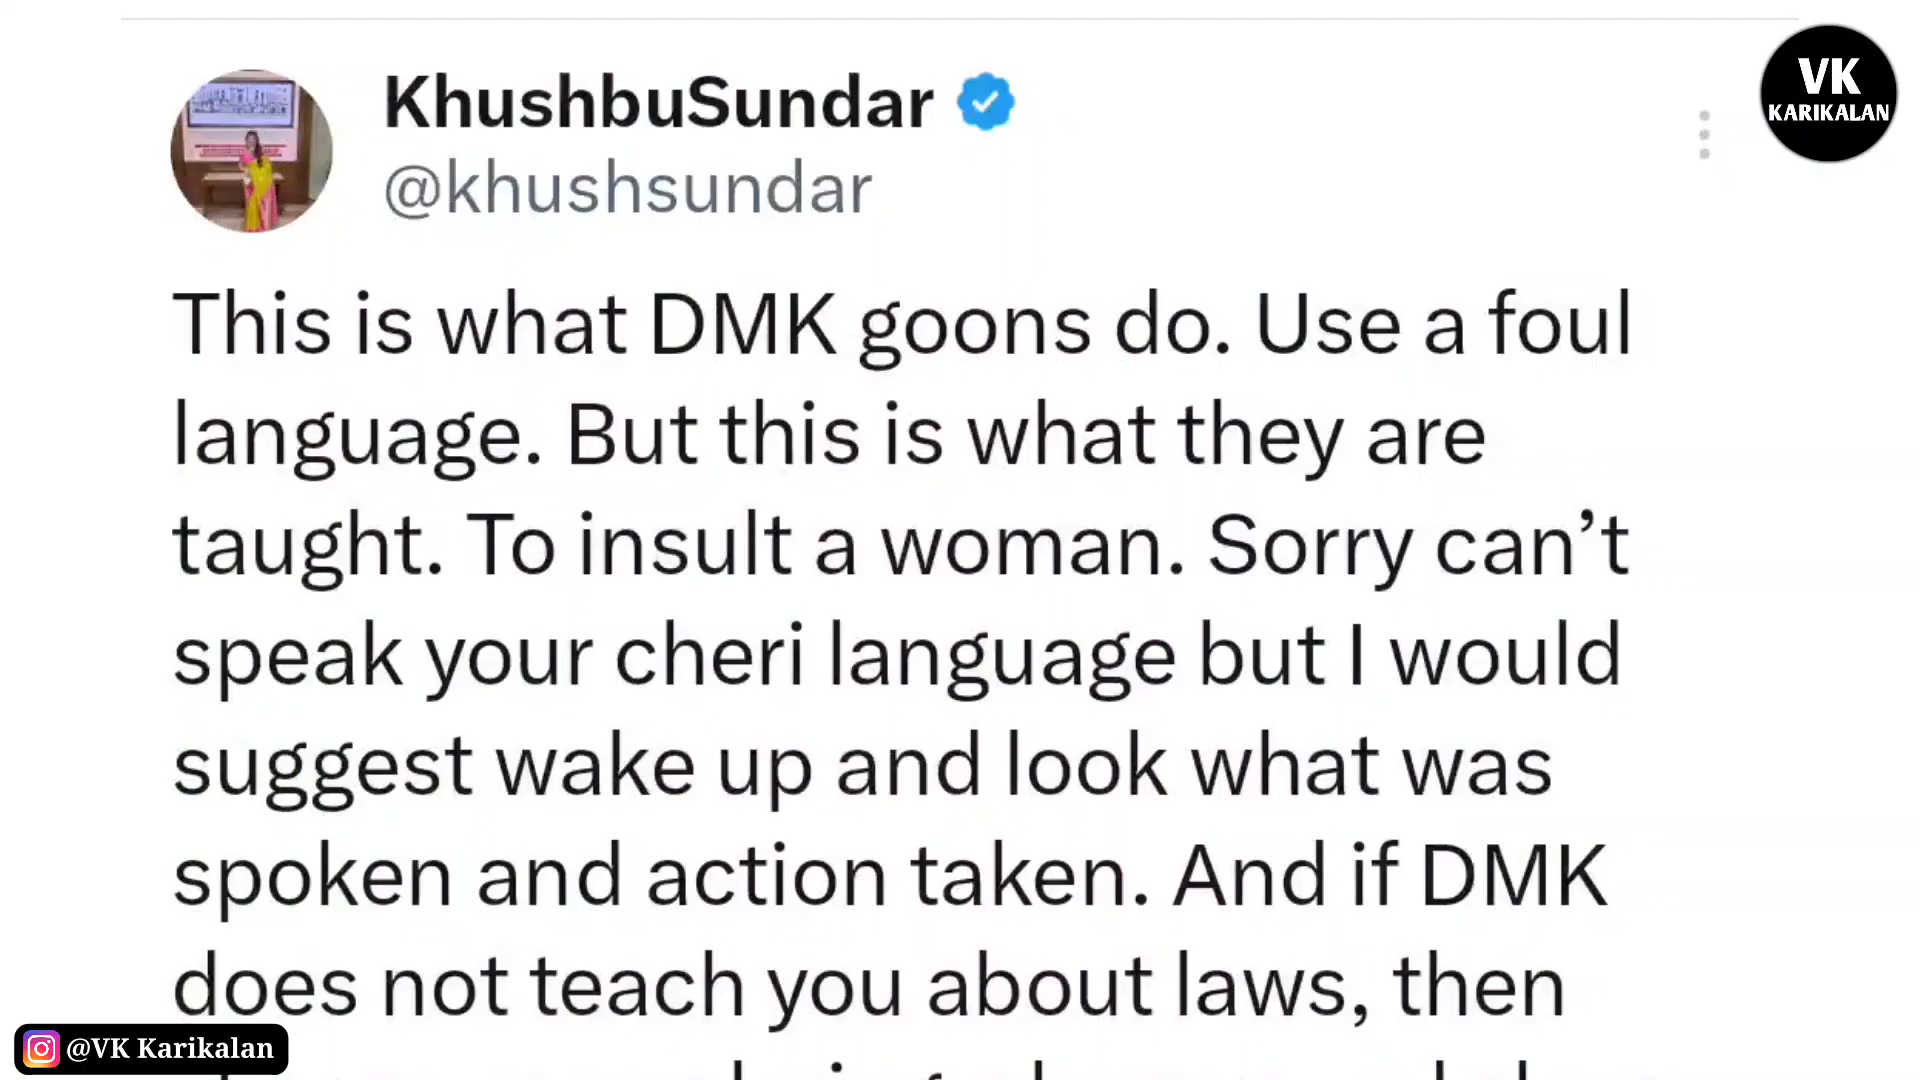 KhushbuSundar
@khushsundar
VK
KARIKALAN
This is what DMK goons do. Use a foul
language. But this is what they are
taught. To insult a woman. Sorry can’t
speak your cheri language but I would
suggest wake up and look what was
spoken and action taken. And if DMK
does not teach you about laws, then
@VK Karikalan